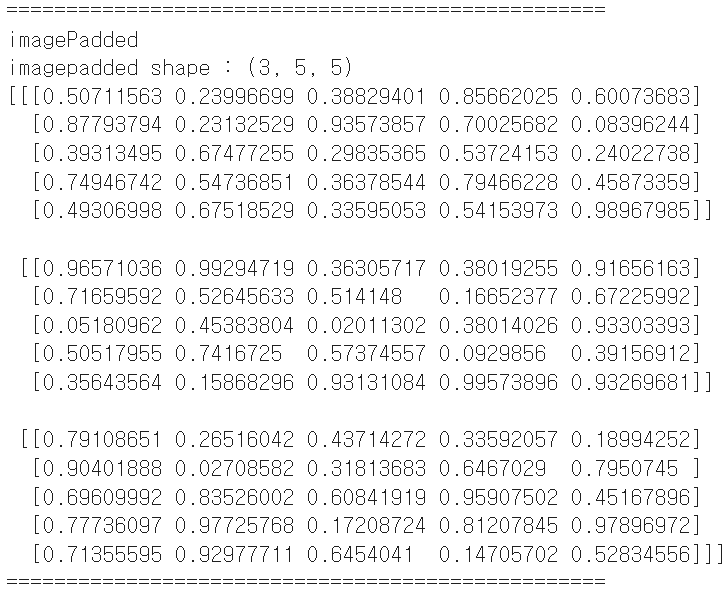 ==================================================
imagePadded
imagepadded shape : (3, 5, 5)
[[[0.50711563 0.23996699 0.38829401 0.85662025 0.60073683]
  [0.87793794 0.23132529 0.93573857 0.70025682 0.08396244]
  [0.39313495 0.67477255 0.29835365 0.53724153 0.24022738]
  [0.74946742 0.54736851 0.36378544 0.79466228 0.45873359]
  [0.49306998 0.67518529 0.33595053 0.54153973 0.98967985]]

 [[0.96571036 0.99294719 0.36305717 0.38019255 0.91656163]
  [0.71659592 0.52645633 0.514148   0.16652377 0.67225992]
  [0.05180962 0.45383804 0.02011302 0.38014026 0.93303393]
  [0.50517955 0.7416725  0.57374557 0.0929856  0.39156912]
  [0.35643564 0.15868296 0.93131084 0.99573896 0.93269681]]

 [[0.79108651 0.26516042 0.43714272 0.33592057 0.18994252]
  [0.90401888 0.02708582 0.31813683 0.6467029  0.7950745 ]
  [0.69609992 0.83526002 0.60841919 0.95907502 0.45167896]
  [0.77736097 0.97725768 0.17208724 0.81207845 0.97896972]
  [0.71355595 0.92977711 0.6454041  0.14705702 0.52834556]]]
==================================================